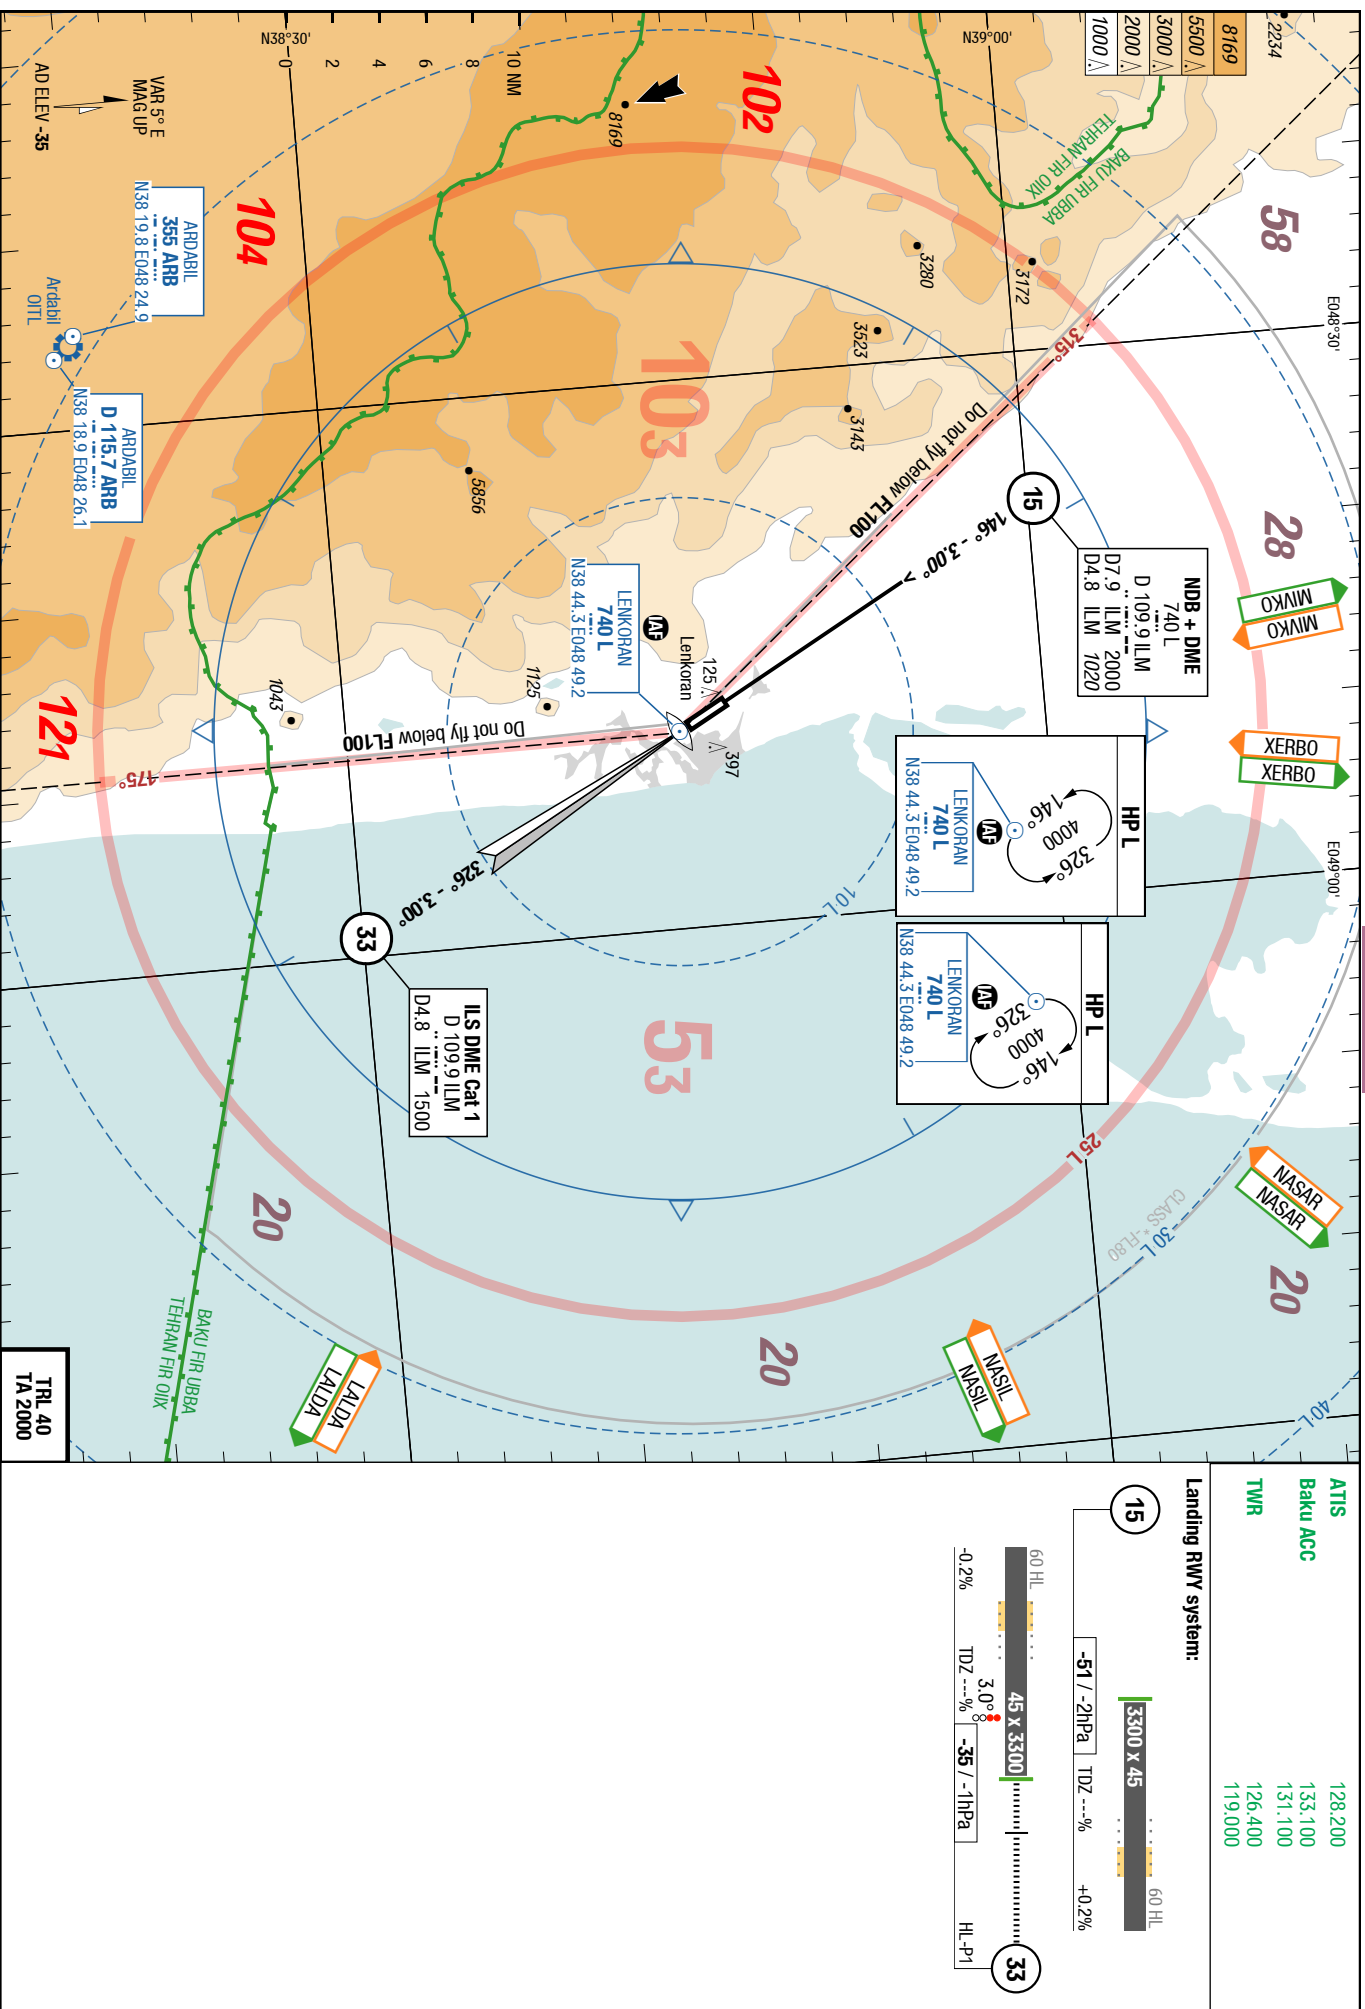 ATIS 128.200
Baku ACC 133.100
131.100
TWR 126.400
119.000
Landing RWY system:
15
3300 x 45
60 HL
-51 / -2hPa
TDZ ---%
+0.2%
60 HL
45 x 3300
3.0°
-0.2%
TDZ ---%
-35 / -1hPa
HL-P1
33
2234
8169
5500
3000
2000
1000
N39°00'
N38°30'
E048°30'
E049°00'
TEHRAN FIR OIIX
BAKU FIR UBBA
58
28
20
20
20
102
103
104
121
53
MIVKO
MIVKO
XERBO
XERBO
NASAR
NASAR
NASIL
NASIL
LALDA
LALDA
3172
3280
3523
3143
8169
5856
1125
1043
125
397
315°
175°
Do not fly below FL100
Do not fly below FL100
15
146° - 3.00°
NDB + DME
740 L
D 109.9 ILM
D7.9 ILM 2000
D4.8 ILM 1020
HP L
146°
4000
326°
IAF
LENKORAN
740 L
N38 44.3 E048 49.2
HP L
326°
4000
146°
IAF
LENKORAN
740 L
N38 44.3 E048 49.2
Lenkoran
IAF
LENKORAN
740 L
N38 44.3 E048 49.2
326° - 3.00°
33
ILS DME Cat 1
D 109.9 ILM
D4.8 ILM 1500
10 L
25 L
30 L
40 L
CLASS *-FL80
BAKU FIR UBBA
TEHRAN FIR OIIX
10 NM
8
6
4
2
0
VAR 5° E
MAG UP
AD ELEV -35
ARDABIL
355 ARB
N38 19.8 E048 24.9
Ardabil
OITL
ARDABIL
D 115.7 ARB
N38 18.9 E048 26.1
TRL 40
TA 2000